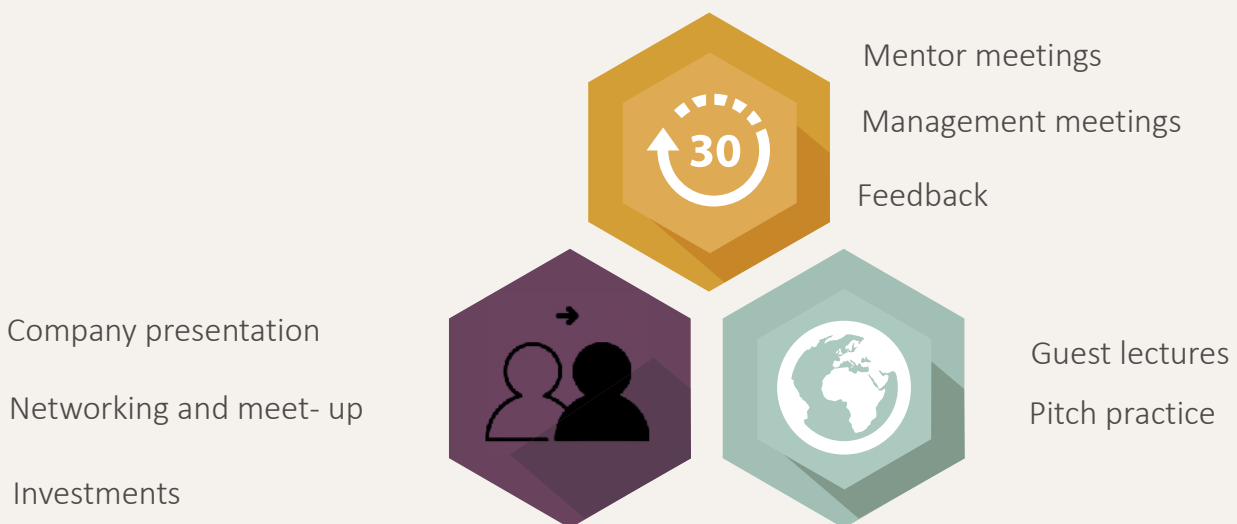 Mentor meetings
Management meetings
Feedback
30
Company presentation
Networking and meet- up
Investments
Guest lectures
Pitch practice